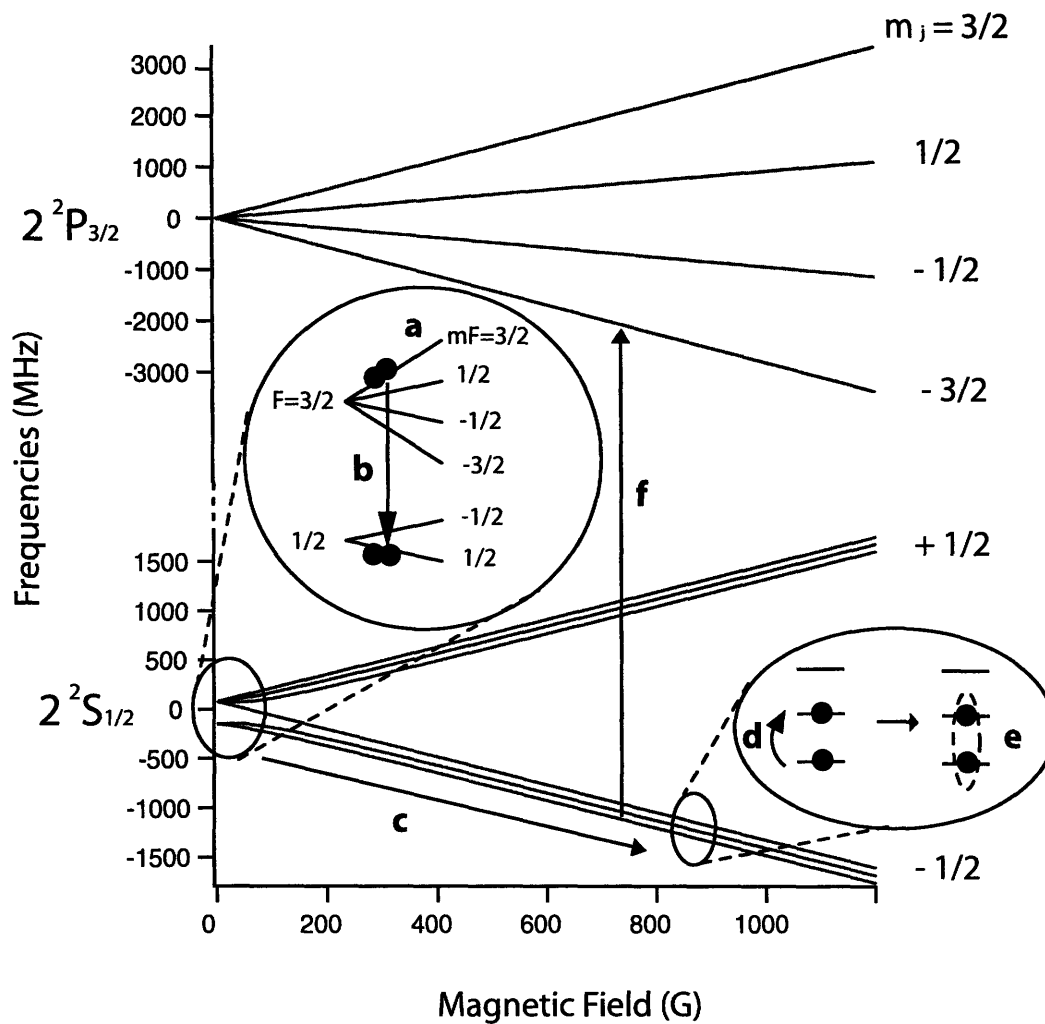 m j = 3/2
3000
2000
1000
1/2
2 ²P3/2
0
-1000
- 1/2
-2000
-3000
- 3/2
a
mF=3/2
1/2
F=3/2
-1/2
b
-3/2
-1/2
1/2
1/2
f
Frequencies (MHz)
1500
+ 1/2
1000
500
2 ²S1/2
0
-500
d
e
-1000
c
-1500
- 1/2
0
200
400
600
800
1000
Magnetic Field (G)